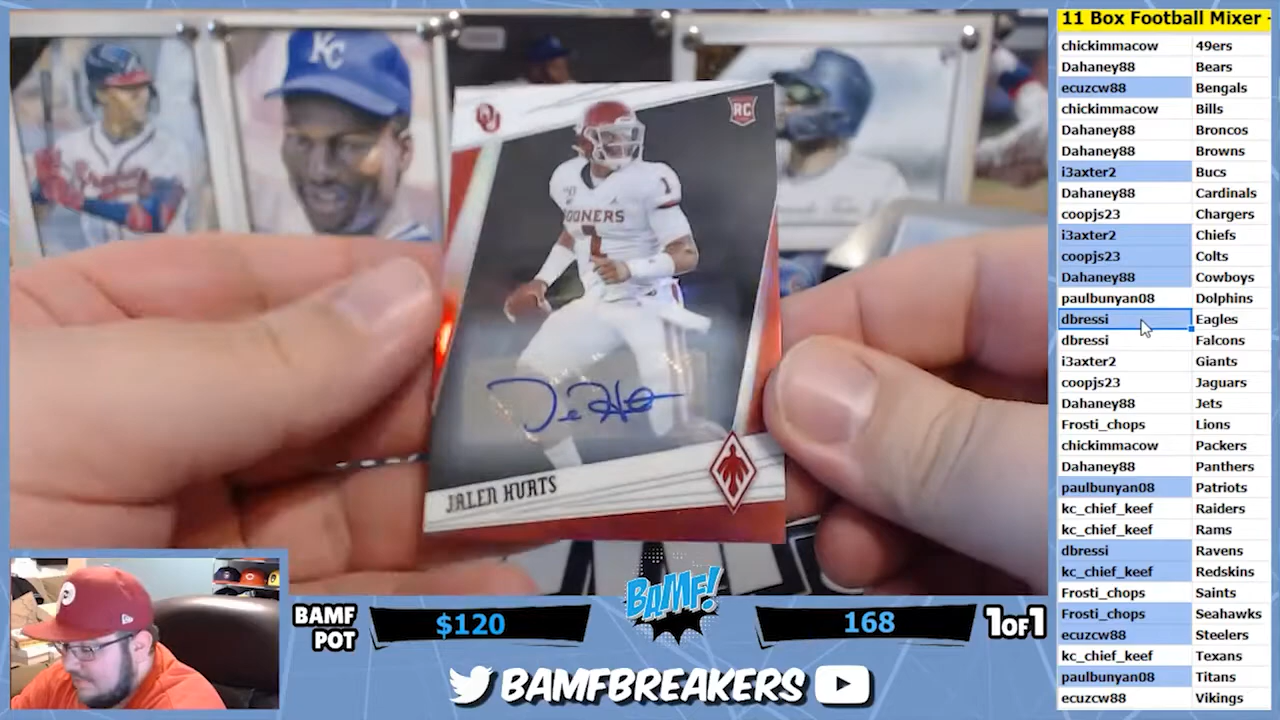 11 Box Football Mixer -
chickimmacow 49ers
Dahaney88 Bears
ecuzcw88 Bengals
chickimmacow Bills
Dahaney88 Broncos
Dahaney88 Browns
i3axter2 Bucs
Dahaney88 Cardinals
coopjs23 Chargers
i3axter2 Chiefs
coopjs23 Colts
Dahaney88 Cowboys
paulbunyan08 Dolphins
dbressi Eagles
dbressi Falcons
i3axter2 Giants
coopjs23 Jaguars
Dahaney88 Jets
Frosti_chops Lions
chickimmacow Packers
Dahaney88 Panthers
paulbunyan08 Patriots
kc_chief_keef Raiders
kc_chief_keef Rams
dbressi Ravens
kc_chief_keef Redskins
Frosti_chops Saints
Frosti_chops Seahawks
ecuzcw88 Steelers
kc_chief_keef Texans
paulbunyan08 Titans
ecuzcw88 Vikings
KC
OU
RC
1
SOONERS
1
JALEN HURTS
BAMF POT
$120
BAMF!
168
1 OF 1
BAMFBREAKERS